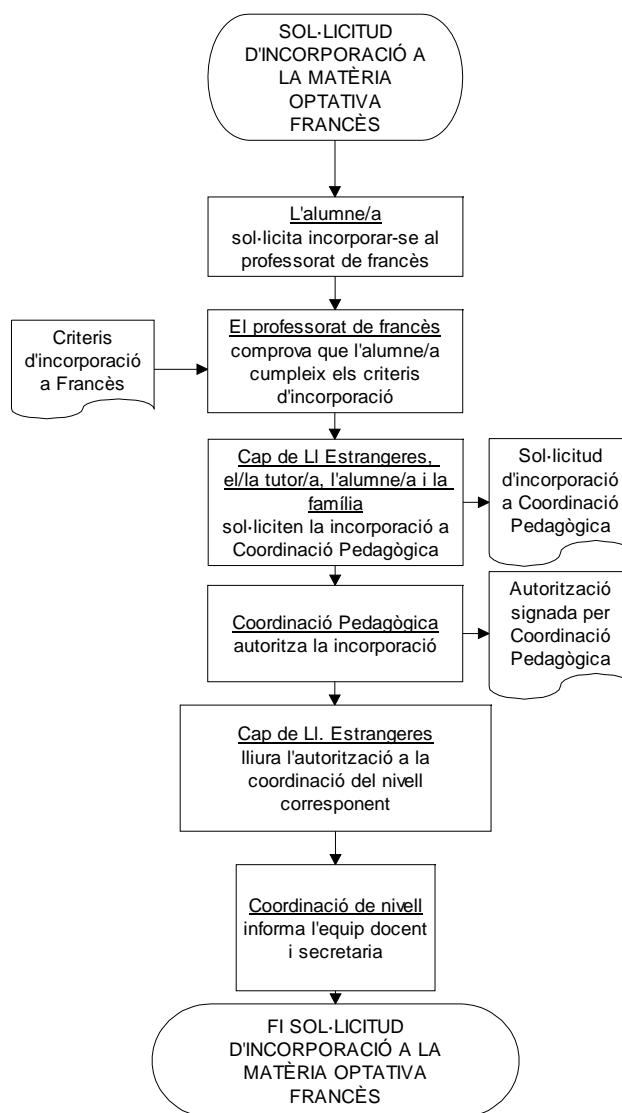 SOL·LICITUD
D'INCORPORACIÓ A
LA MATÈRIA
OPTATIVA
FRANCÈS
L'alumne/a
sol·licita incorporar-se al
professorat de francès
Criteris
d'incorporació
a Francès
El professorat de francès
comprova que l'alumne/a
cumpleix els criteris
d'incorporació
Cap de Ll Estrangeres,
el/la tutor/a, l'alumne/a i la
família
sol·liciten la incorporació a
Coordinació Pedagògica
Sol·licitud
d'incorporació
a Coordinació
Pedagògica
Coordinació Pedagògica
autoritza la incorporació
Autorització
signada per
Coordinació
Pedagògica
Cap de Ll. Estrangeres
lliura l'autorització a la
coordinació del nivell
corresponent
Coordinació de nivell
informa l'equip docent
i secretaria
FI SOL·LICITUD
D'INCORPORACIÓ A LA
MATÈRIA OPTATIVA
FRANCÈS